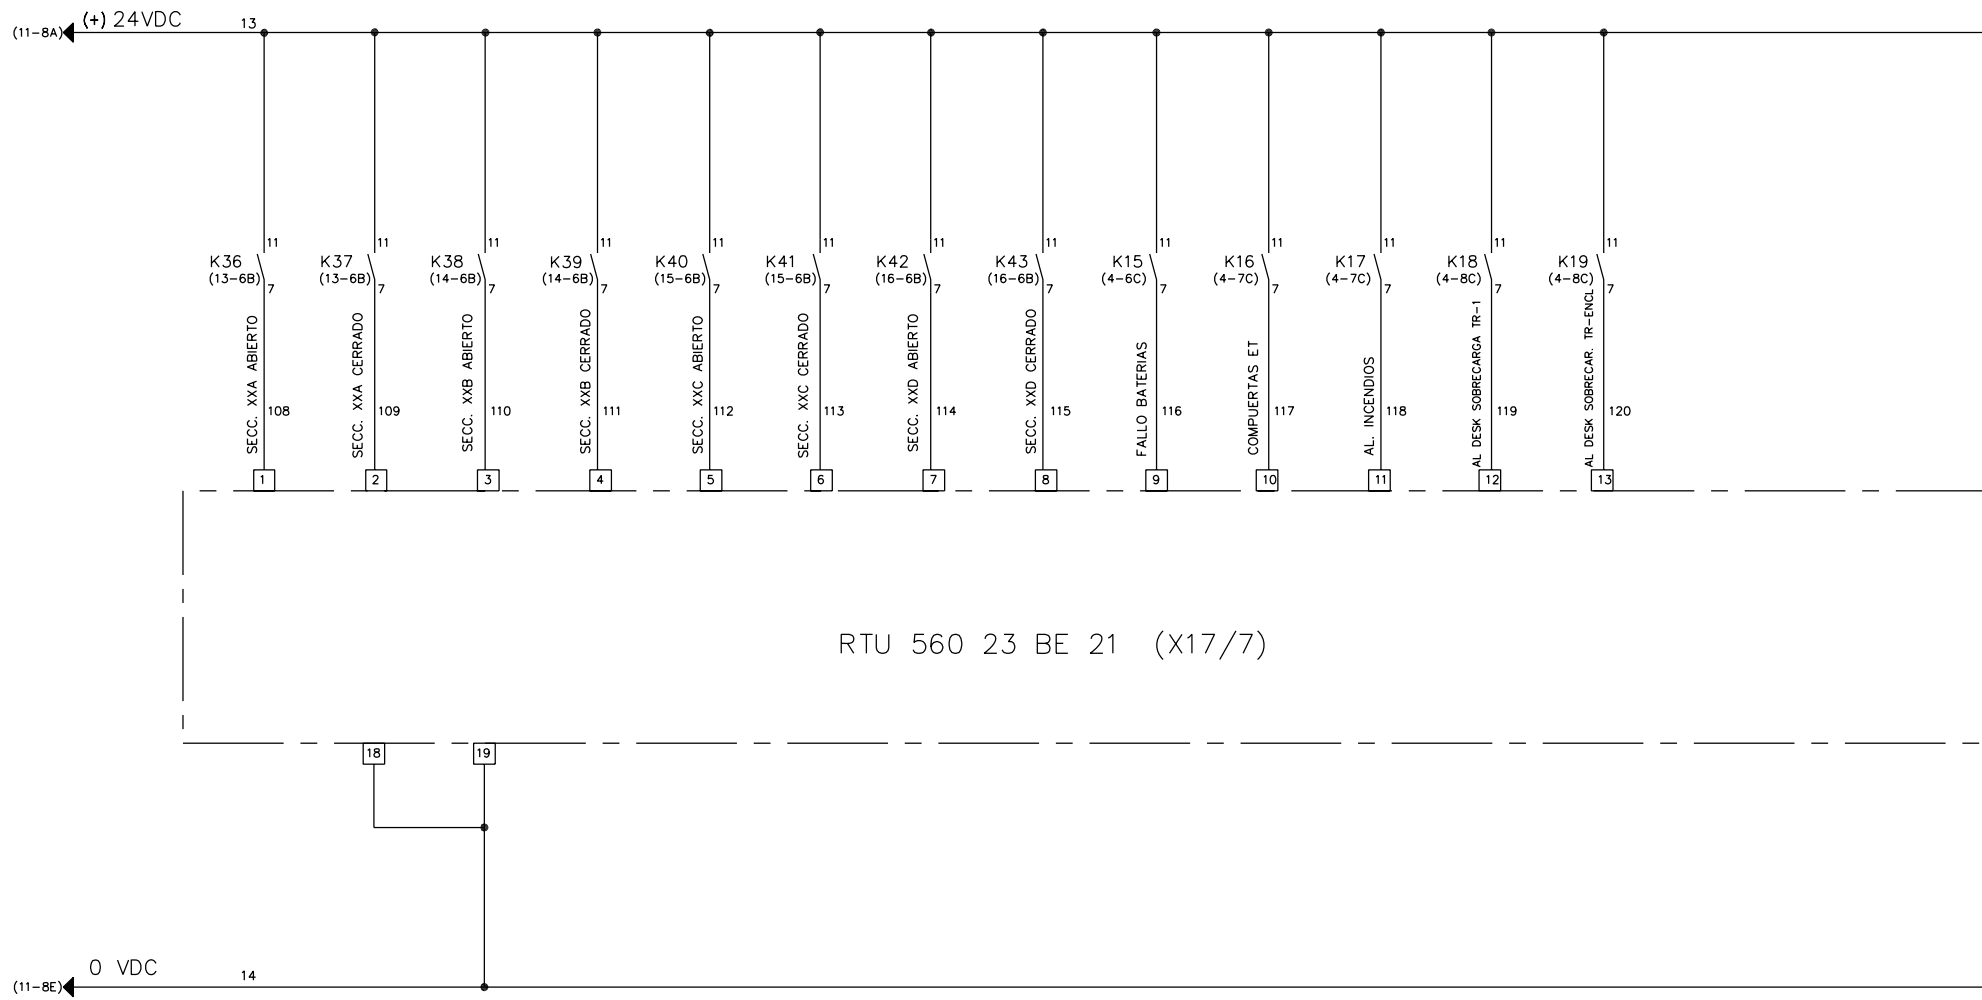 (+) 24VDC
13
(11-8A)
11 11 11 11 11 11 11 11 11 11 11 11 11
K36 K37 K38 K39 K40 K41 K42 K43 K15 K16 K17 K18 K19
(13-6B) (13-6B) (14-6B) (14-6B) (15-6B) (15-6B) (16-6B) (16-6B) (4-6C) (4-7C) (4-7C) (4-8C) (4-8C)
7 7 7 7 7 7 7 7 7 7 7 7 7
SECC. XXA ABIERTO
SECC. XXA CERRADO
SECC. XXB ABIERTO
SECC. XXB CERRADO
SECC. XXC ABIERTO
SECC. XXC CERRADO
SECC. XXD ABIERTO
SECC. XXD CERRADO
FALLO BATERIAS
COMPUERTAS ET
AL. INCENDIOS
AL DESK SOBRECARGA TR-1
AL DESK SOBRECAR. TR-ENCL
108 109 110 111 112 113 114 115 116 117 118 119 120
1 2 3 4 5 6 7 8 9 10 11 12 13
RTU 560 23 BE 21 (X17/7)
18 19
0 VDC
14
(11-8E)